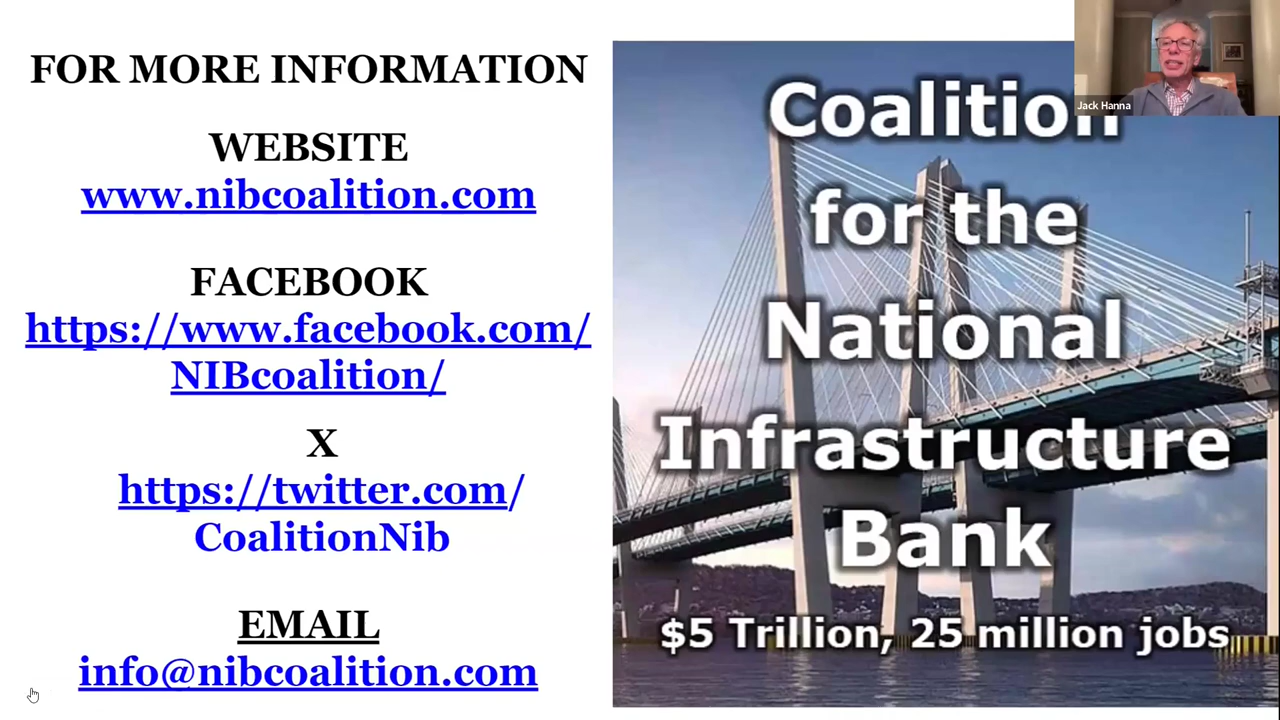 FOR MORE INFORMATION
WEBSITE
www.nibcoalition.com
FACEBOOK
https://www.facebook.com/
NIBcoalition/
X
https://twitter.com/
CoalitionNib
EMAIL
info@nibcoalition.com
Coalition
for the
National
Infrastructure
Bank
$5 Trillion, 25 million jobs
Jack Hanna